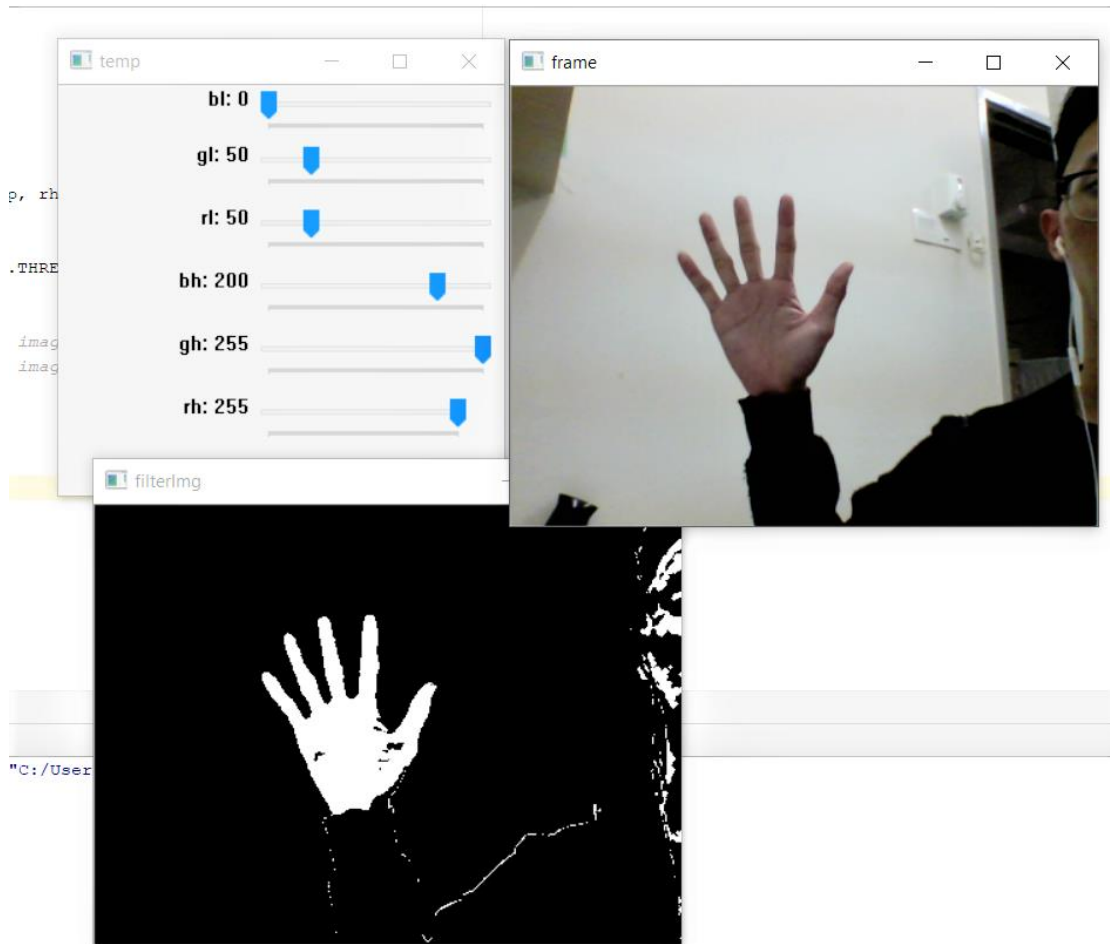 temp
frame
bl: 0
gl: 50
rl: 50
bh: 200
gh: 255
rh: 255
p, rh
.THRE
imag
imag
filterImg
"C:/User